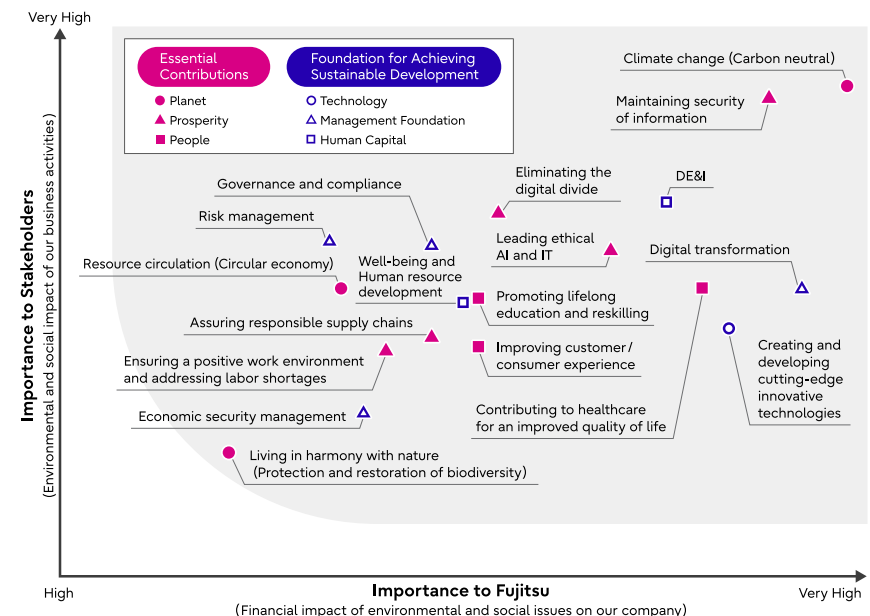 Very High
Essential
Contributions
Foundation for Achieving
Sustainable Development
Planet
Prosperity
People
Technology
Management Foundation
Human Capital
Climate change (Carbon neutral)
Maintaining security
of information
Eliminating the
digital divide
DE&I
Governance and compliance
Risk management
Leading ethical
AI and IT
Digital transformation
Resource circulation (Circular economy)
Well-being and
Human resource
development
Promoting lifelong
education and reskilling
Assuring responsible supply chains
Improving customer/
consumer experience
Creating and
developing
cutting-edge
innovative
technologies
Ensuring a positive work environment
and addressing labor shortages
Economic security management
Contributing to healthcare
for an improved quality of life
Living in harmony with nature
(Protection and restoration of biodiversity)
Importance to Stakeholders
(Environmental and social impact of our business activities)
High
Importance to Fujitsu
Very High
(Financial impact of environmental and social issues on our company)